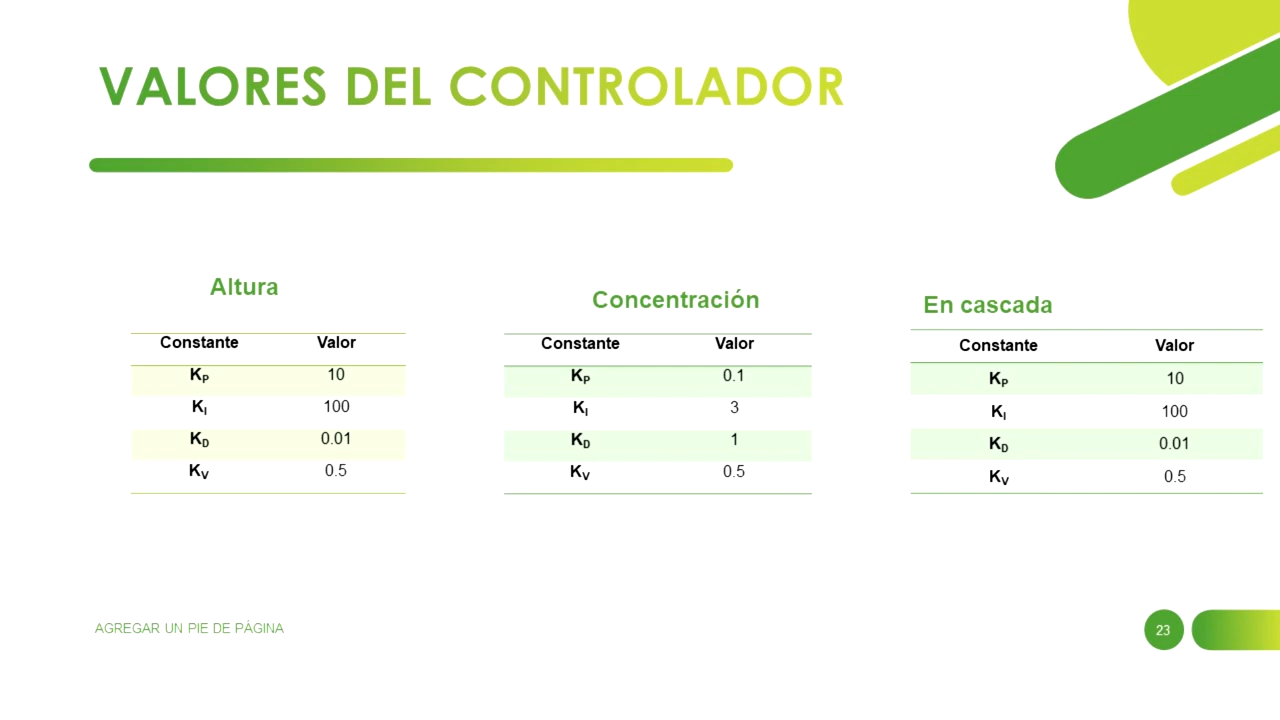 VALORES DEL CONTROLADOR
Altura
Constante Valor
KP 10
KI 100
KD 0.01
KV 0.5
Concentración
Constante Valor
KP 0.1
KI 3
KD 1
KV 0.5
En cascada
Constante Valor
KP 10
KI 100
KD 0.01
KV 0.5
AGREGAR UN PIE DE PÁGINA
23